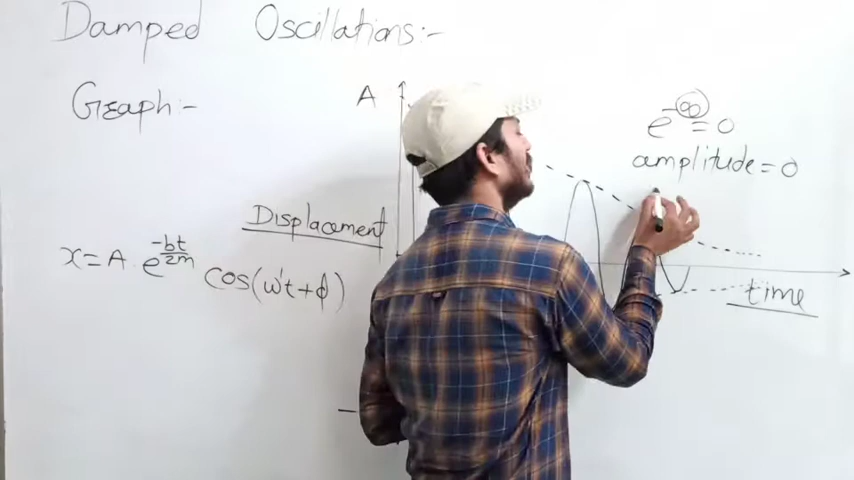 Damped Oscillations:-
Graph:-
A
e^-∞ = 0
amplitude = 0
Displacement
x = A . e^-bt/2m cos(ω't + ϕ)
time